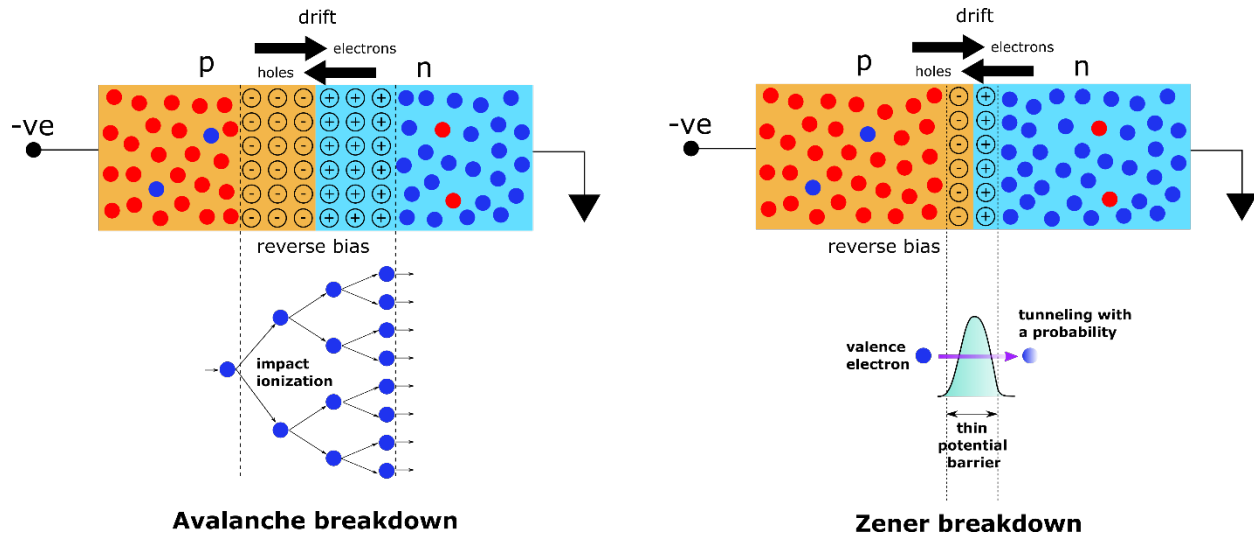 drift
electrons
p
holes
n
-ve
- - - + + +
- - - + + +
- - - + + +
- - - + + +
- - - + + +
- - - + + +
- - - + + +
reverse bias
impact
ionization
Avalanche breakdown
drift
electrons
p
holes
n
-ve
- +
- +
- +
- +
- +
- +
- +
reverse bias
valence
electron
tunneling with
a probability
thin
potential
barrier
Zener breakdown